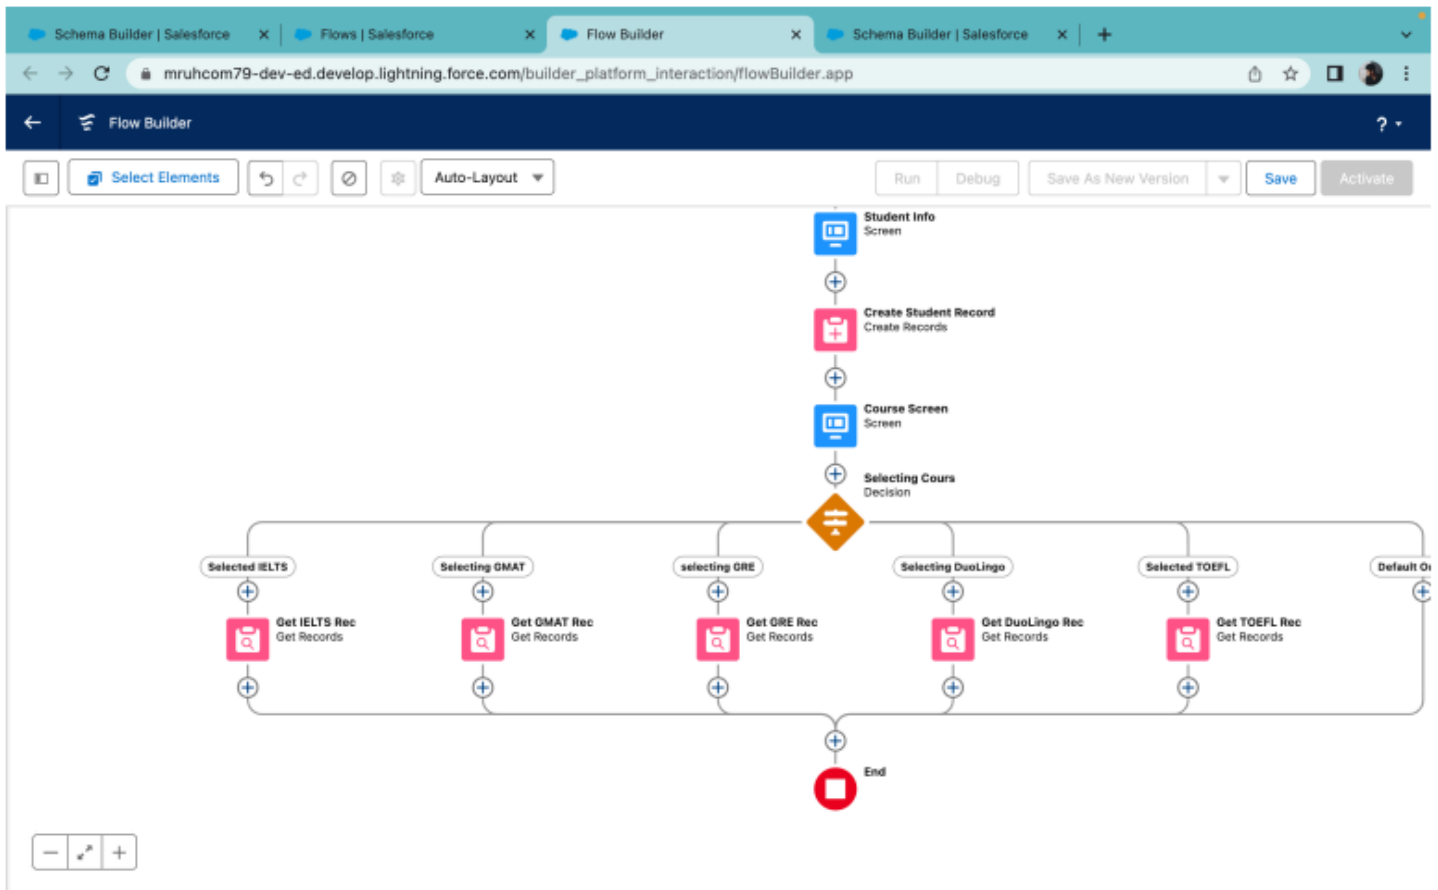 Schema Builder | Salesforce
Flows | Salesforce
Flow Builder
Schema Builder | Salesforce
mruhcom79-dev-ed.develop.lightning.force.com/builder_platform_interaction/flowBuilder.app
Flow Builder
?
Select Elements
Auto-Layout
Run
Debug
Save As New Version
Save
Activate
Student Info
Screen
Create Student Record
Create Records
Course Screen
Screen
Selecting Cours
Decision
Selected IELTS
Selecting GMAT
selecting GRE
Selecting DuoLingo
Selected TOEFL
Default
Get IELTS Rec
Get Records
Get GMAT Rec
Get Records
Get GRE Rec
Get Records
Get DuoLingo Rec
Get Records
Get TOEFL Rec
Get Records
End